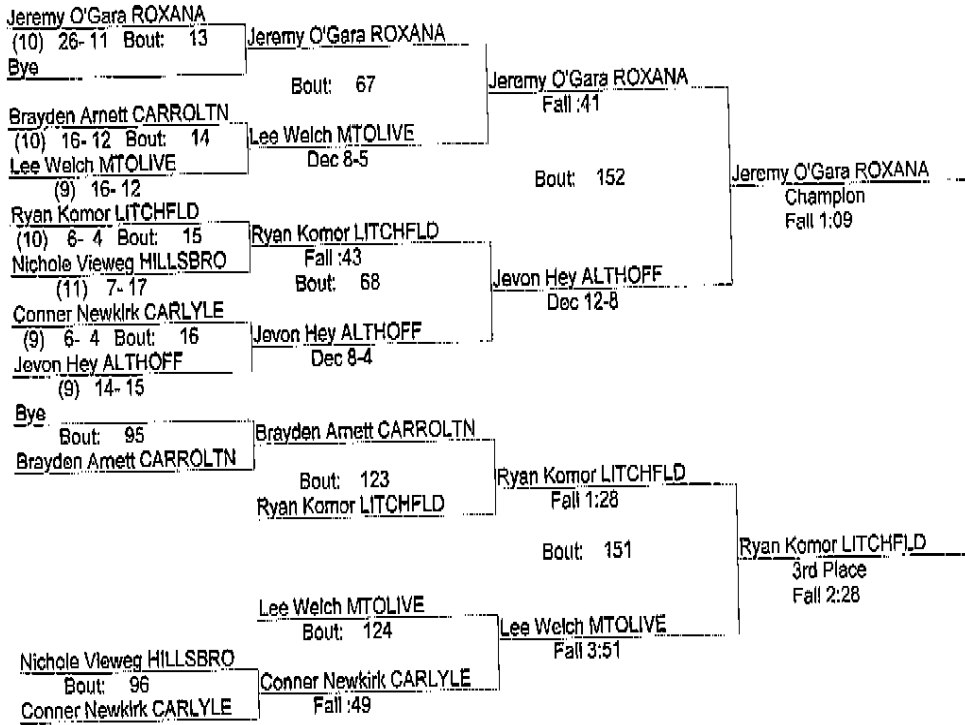 Jeremy O'Gara ROXANA
(10) 26- 11 Bout: 13
Bye
Jeremy O'Gara ROXANA
Bout: 67
Brayden Arnett CARROLTN
(10) 16- 12 Bout: 14
Lee Welch MTOLIVE
(9) 16- 12
Lee Welch MTOLIVE
Dec 8-5
Jeremy O'Gara ROXANA
Fall :41
Bout: 152
Ryan Komor LITCHFLD
(10) 6- 4 Bout: 15
Nichole Vieweg HILLSBRO
(11) 7- 17
Ryan Komor LITCHFLD
Fall :43
Bout: 68
Conner Newkirk CARLYLE
(9) 6- 4 Bout: 16
Jevon Hey ALTHOFF
(9) 14- 15
Jevon Hey ALTHOFF
Dec 8-4
Jevon Hey ALTHOFF
Dec 12-8
Jeremy O'Gara ROXANA
Champion
Fall 1:09
Bye
Bout: 95
Brayden Arnett CARROLTN
Brayden Arnett CARROLTN
Bout: 123
Ryan Komor LITCHFLD
Ryan Komor LITCHFLD
Fall 1:28
Bout: 151
Lee Welch MTOLIVE
Bout: 124
Nichole Vieweg HILLSBRO
Bout: 96
Conner Newkirk CARLYLE
Conner Newkirk CARLYLE
Fall :49
Lee Welch MTOLIVE
Fall 3:51
Ryan Komor LITCHFLD
3rd Place
Fall 2:28